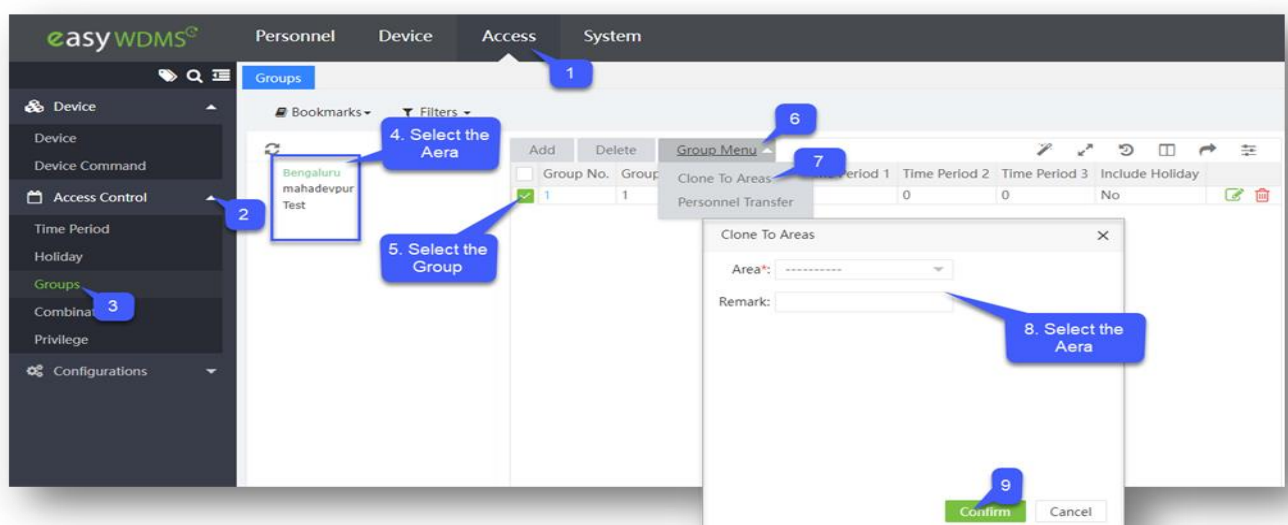 easy WDMS
Personnel Device Access System
1
Groups
Device
Bookmarks Filters
6
4. Select the
Aera
Device
Add Delete Group Menu
7
Device Command
Bengaluru
Group No. Group
Clone To Areas
Period 1 Time Period 2 Time Period 3 Include Holiday
mahadevpur
Access Control
1 1 0 0 No
2
Test
Personnel Transfer
Time Period
Clone To Areas
5. Select the
Group
Holiday
Area*: ----------
Groups
3
Remark:
Combinat
8. Select the
Aera
Privilege
Configurations
9
Confirm Cancel